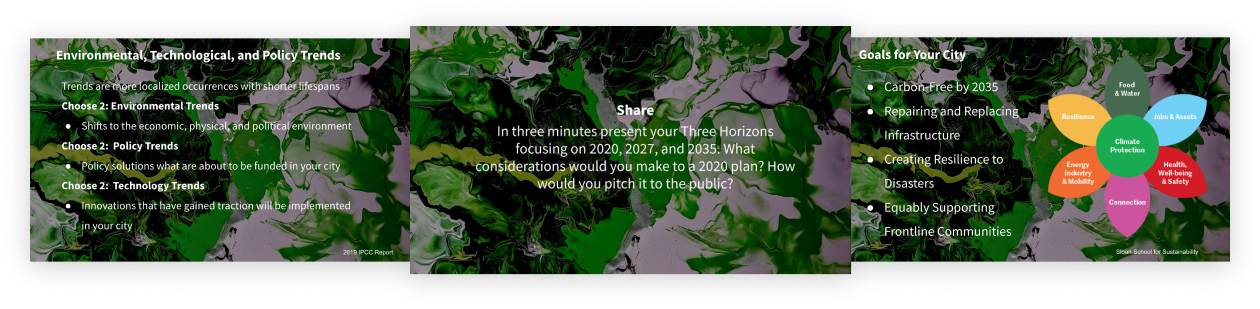 Environmental, Technological, and Policy Trends
Trends are more localized occurrences with shorter lifespans
Choose 2: Environmental Trends
● Shifts to the economic, physical, and political environment
Choose 2: Policy Trends
● Policy solutions what are about to be funded in your city
Choose 2: Technology Trends
● Innovations that have gained traction will be implemented
in your city
2019 IPCC Report
Share
In three minutes present your Three Horizons
focusing on 2020, 2027, and 2035: What
considerations would you make to a 2020 plan? How
would you pitch it to the public?
Goals for Your City
● Carbon-Free by 2035
● Repairing and Replacing
Infrastructure
● Creating Resilience to
Disasters
● Equably Supporting
Frontline Communities
Food
& Water
Resilience
Jobs & Assets
Climate
Protection
Energy
Industry
& Mobility
Health,
Well-being
& Safety
Connection
Sloan School for Sustainability